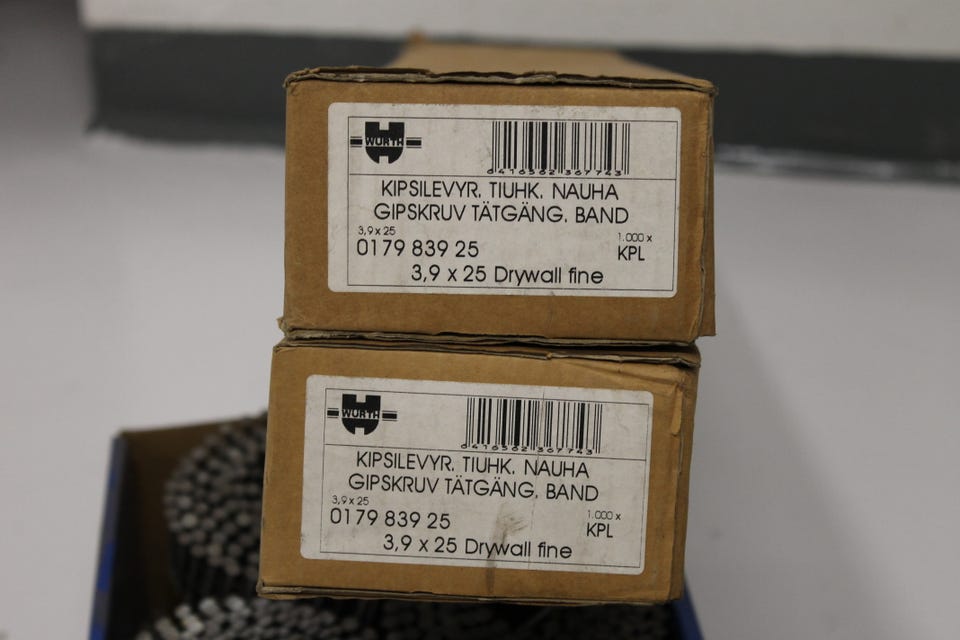 WÜRTH
KIPSILEVYR. TIUHK. NAUHA
GIPSKRUV TÄTGÄNG. BAND
3,9 x 25
1.000 x
0179 839 25
KPL
3,9 x 25 Drywall fine
WÜRTH
KIPSILEVYR. TIUHK. NAUHA
GIPSKRUV TÄTGÄNG. BAND
3,9 x 25
1.000 x
0179 839 25
KPL
3,9 x 25 Drywall fine